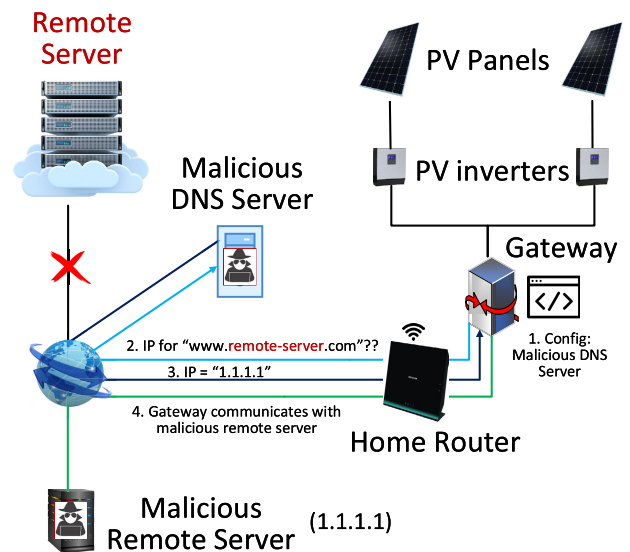 Remote
Server
PV Panels
Malicious
DNS Server
PV inverters
Gateway
</>
1. Config:
Malicious DNS
Server
2. IP for “www.remote-server.com”??
3. IP = “1.1.1.1”
4. Gateway communicates with
malicious remote server
Home Router
Malicious
Remote Server
(1.1.1.1)